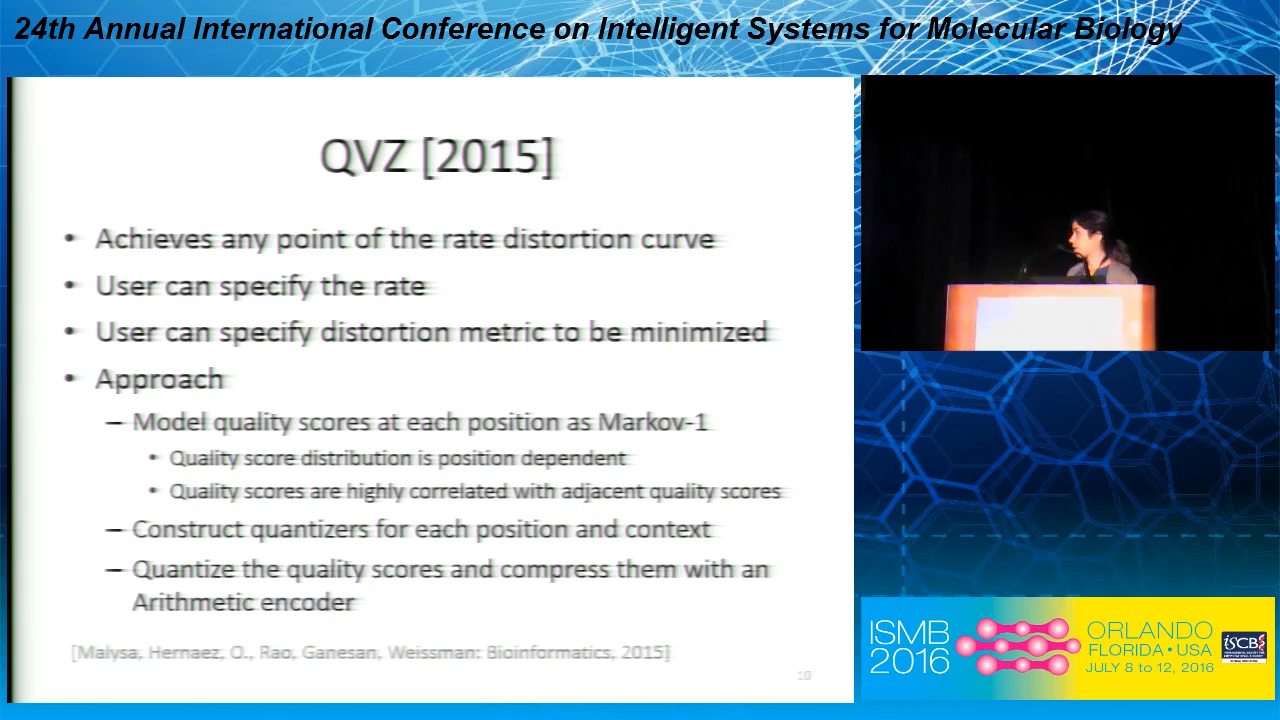 24th Annual International Conference on Intelligent Systems for Molecular Biology
QVZ [2015]
• Achieves any point of the rate distortion curve
• User can specify the rate
• User can specify distortion metric to be minimized
• Approach
– Model quality scores at each position as Markov-1
• Quality score distribution is position dependent
• Quality scores are highly correlated with adjacent quality scores
– Construct quantizers for each position and context
– Quantize the quality scores and compress them with an
Arithmetic encoder
[Malysa, Hernaez, O., Rao, Ganesan, Weissman: Bioinformatics, 2015]
10
ISMB
2016
ORLANDO
FLORIDA • USA
JULY 8 to 12, 2016
ISCB